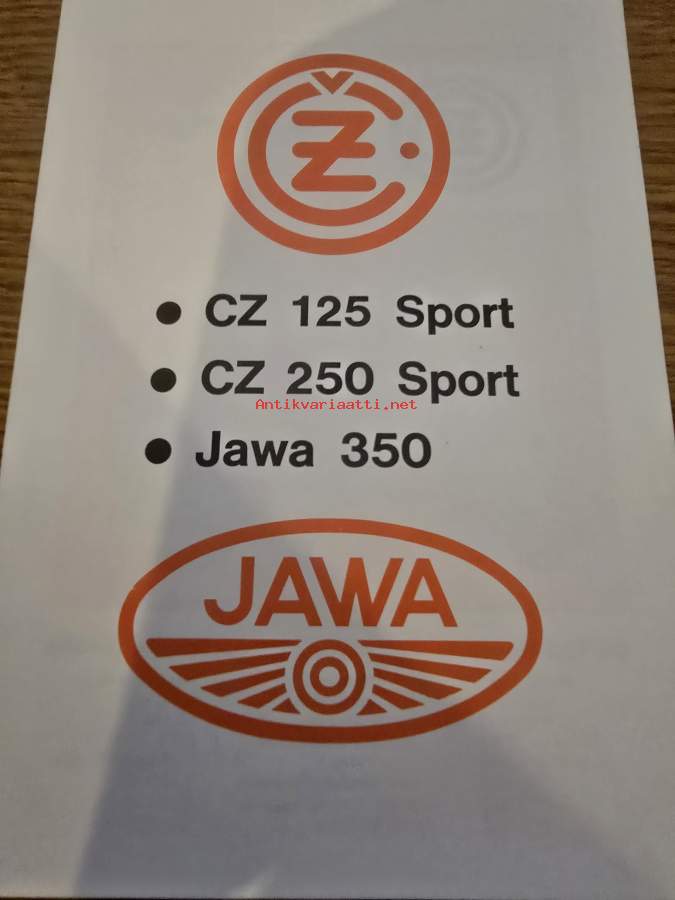 ČZ
● CZ 125 Sport
● CZ 250 Sport
Antikvariaatti.net
● Jawa 350
JAWA